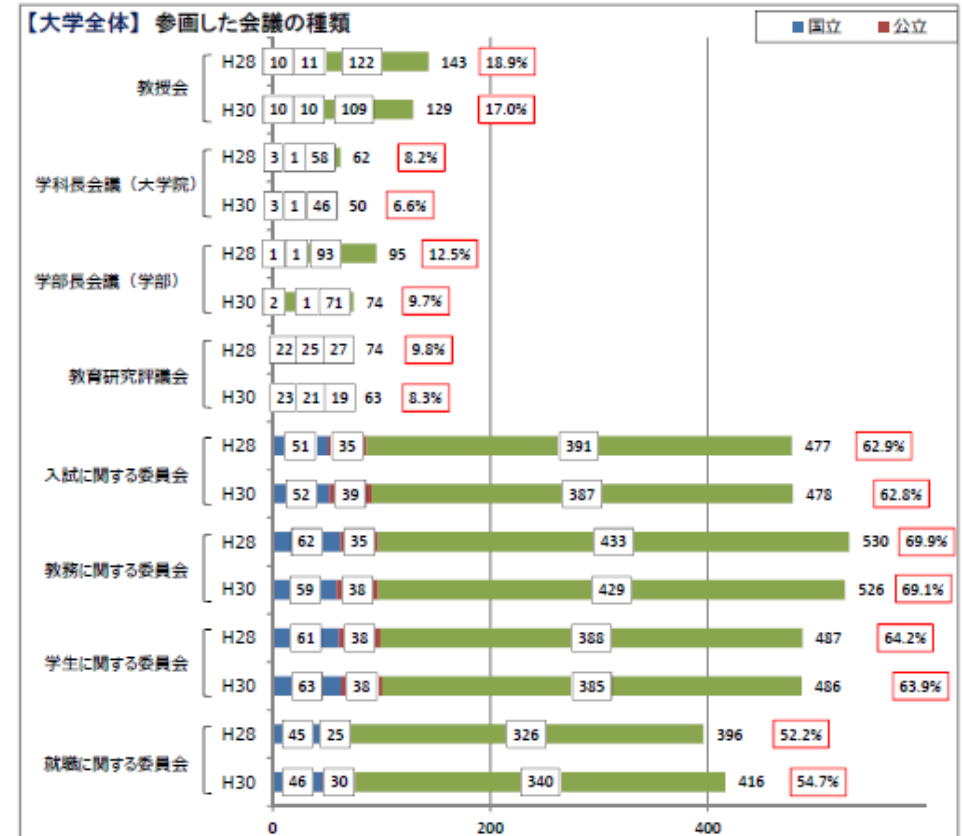 【大学全体】参画した会議の種類
■国立 ■公立
教授会
H28 10 11 122 143 18.9%
H30 10 10 109 129 17.0%
学科長会議（大学院）
H28 3 1 58 62 8.2%
H30 3 1 46 50 6.6%
学部長会議（学部）
H28 1 1 93 95 12.5%
H30 2 1 71 74 9.7%
教育研究評議会
H28 22 25 27 74 9.8%
H30 23 21 19 63 8.3%
入試に関する委員会
H28 51 35 391 477 62.9%
H30 52 39 387 478 62.8%
教務に関する委員会
H28 62 35 433 530 69.9%
H30 59 38 429 526 69.1%
学生に関する委員会
H28 61 38 388 487 64.2%
H30 63 38 385 486 63.9%
就職に関する委員会
H28 45 25 326 396 52.2%
H30 46 30 340 416 54.7%
0 200 400